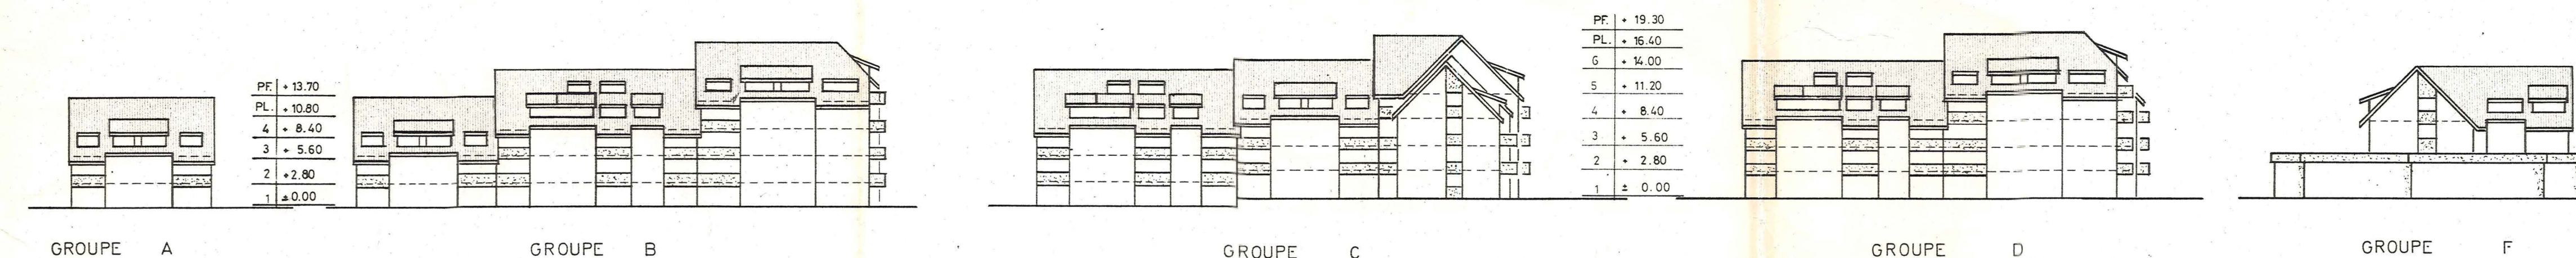 PF. + 13.70
PL. + 10.80
4 + 8.40
3 + 5.60
2 +2.80
1 ±0.00
PF. + 19.30
PL. + 16.40
6 + 14.00
5 + 11.20
4 + 8.40
3 + 5.60
2 + 2.80
1 ± 0.00
GROUPE A
GROUPE B
GROUPE C
GROUPE D
GROUPE F